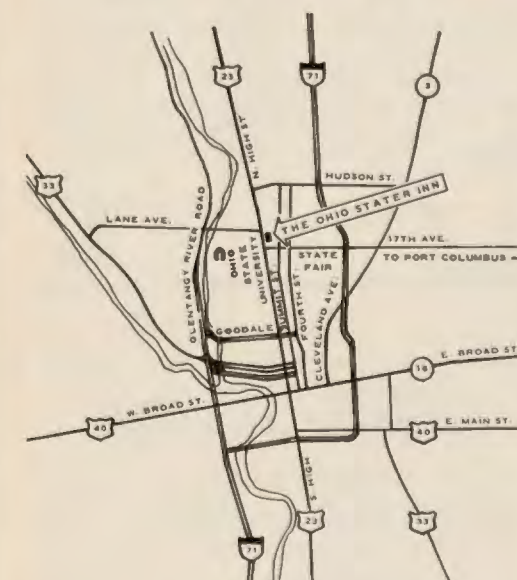 23
71
3
N. HIGH ST
33
HUDSON ST.
THE OHIO STATER INN
LANE AVE.
OLENTANGY RIVER ROAD
OHIO
STATE
UNIVERSITY
17TH AVE.
STATE
FAIR
TO PORT COLUMBUS
SUMMIT ST.
FOURTH ST.
CLEVELAND AVE.
GOODALE
E. BROAD ST
16
W. BROAD ST.
40
E. MAIN ST.
40
S. HIGH
23
33
71